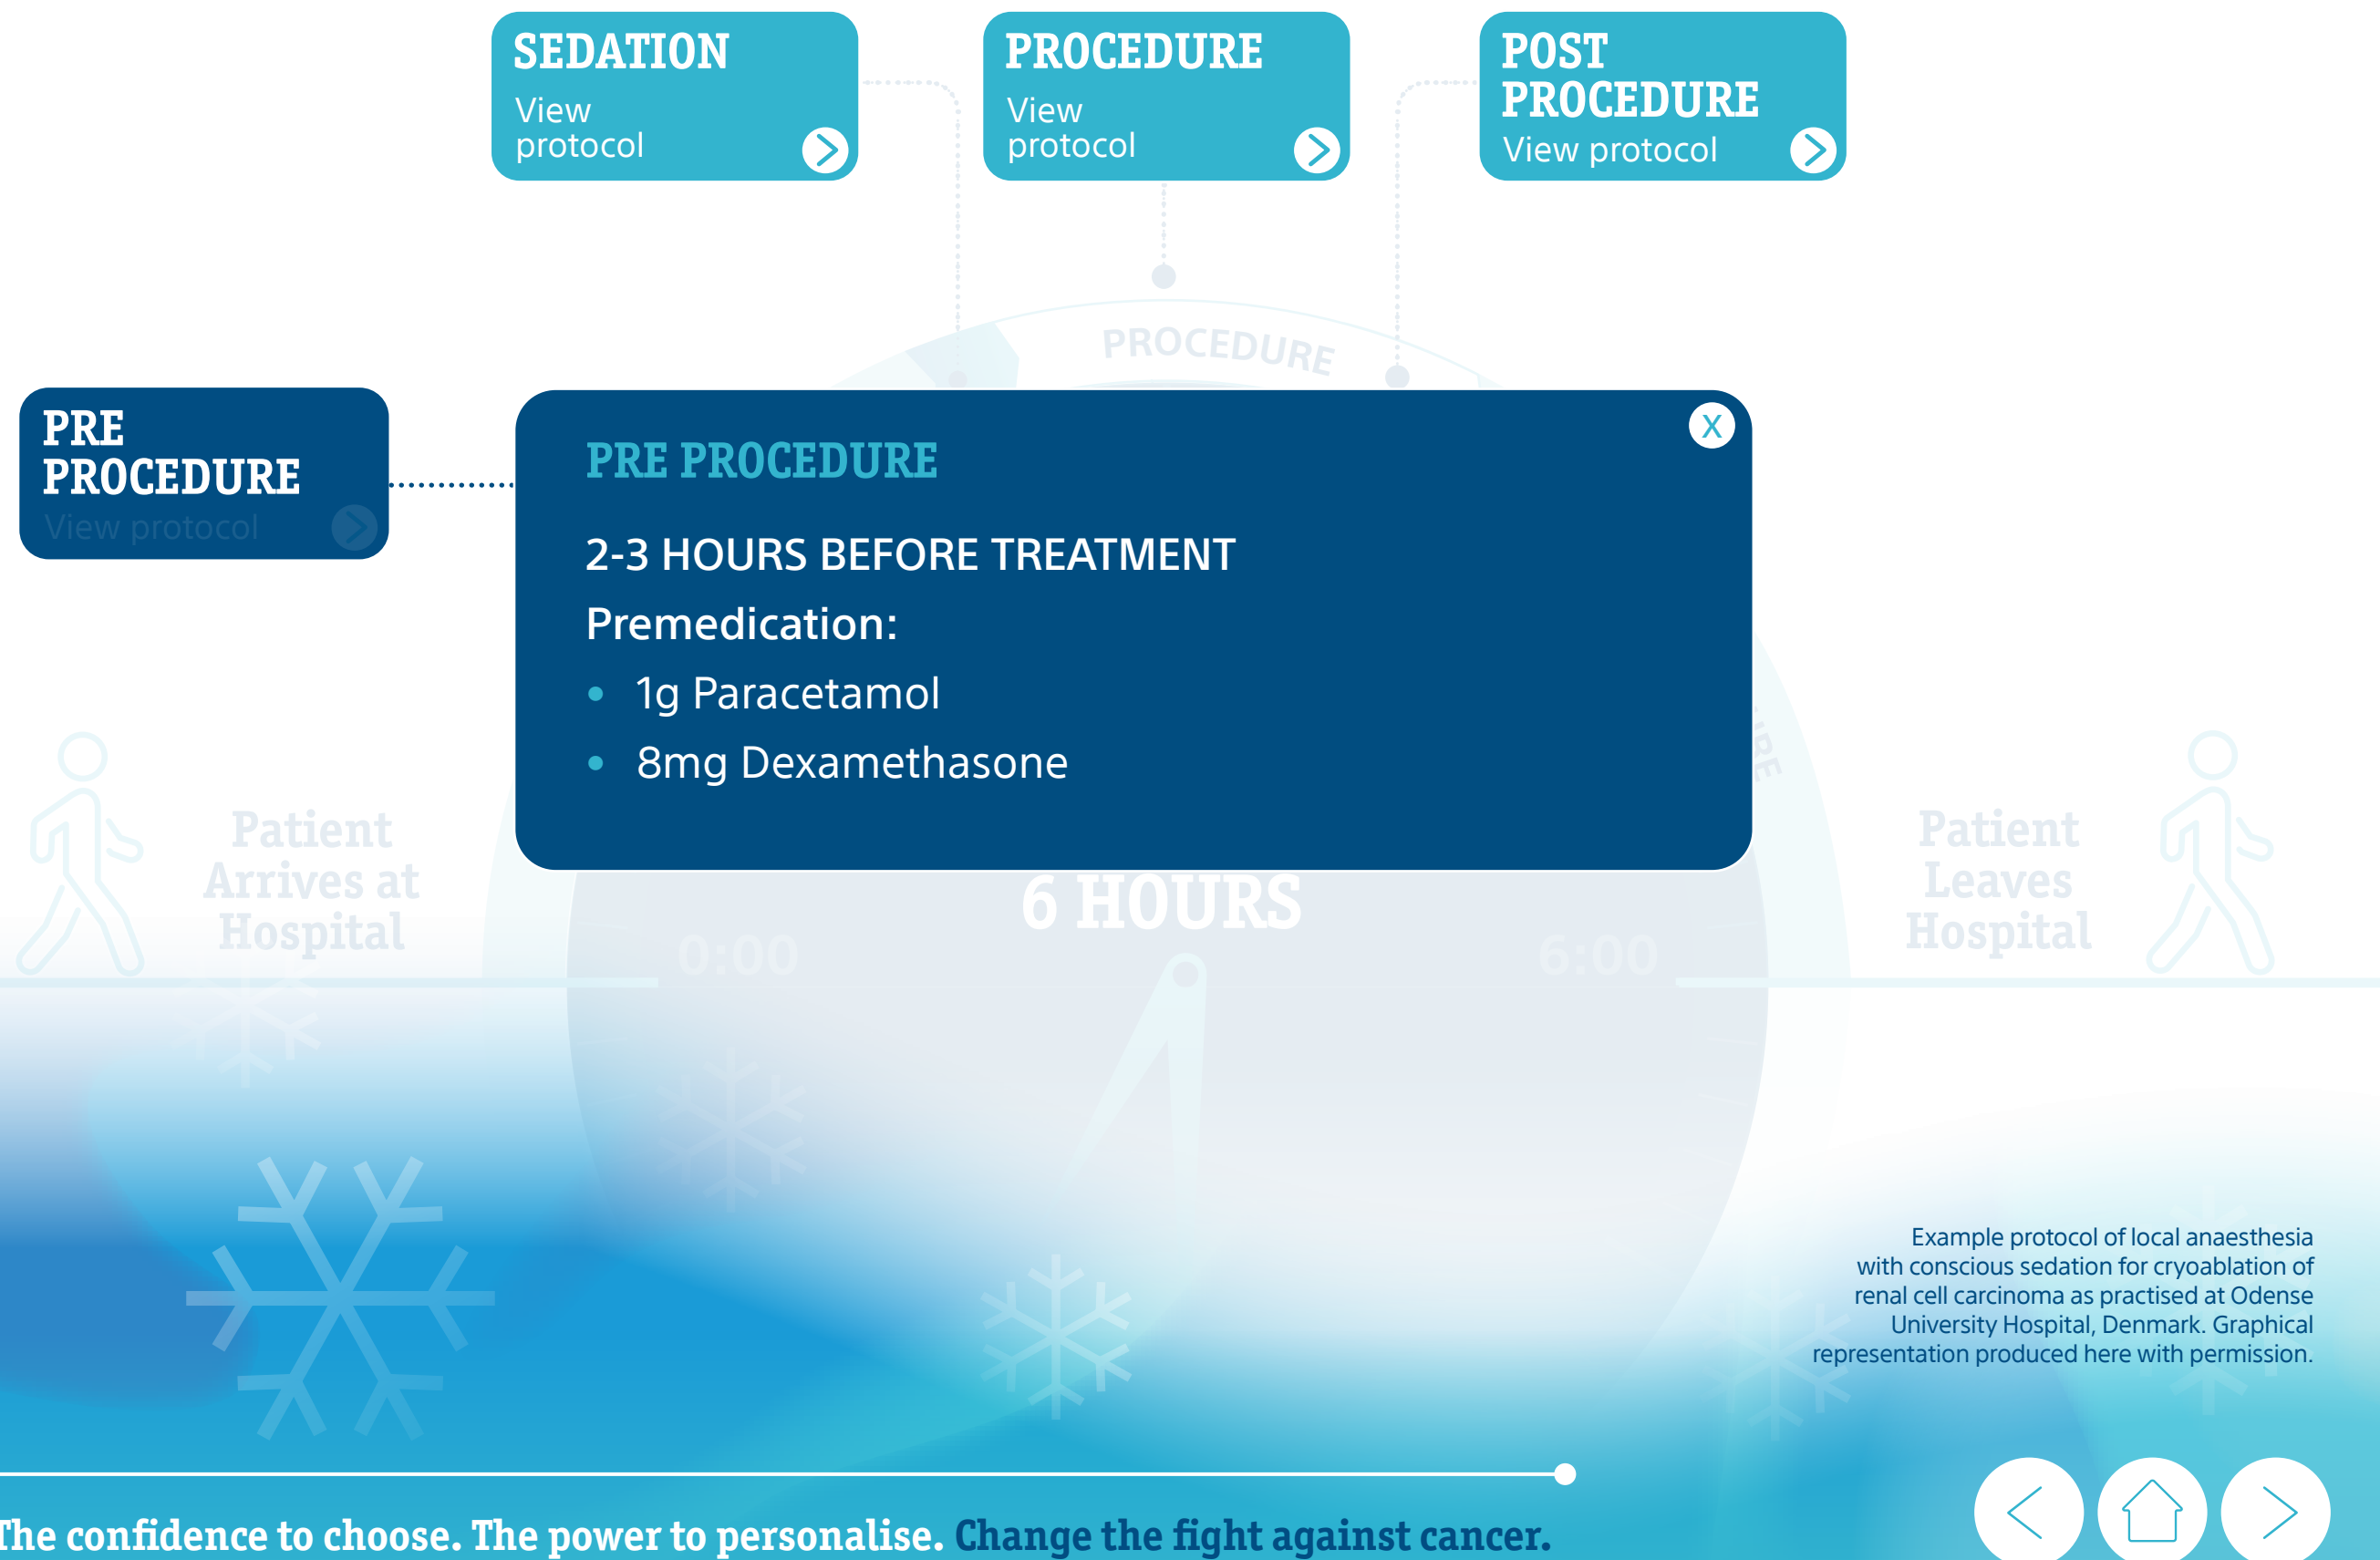 SEDATION
View
protocol
PROCEDURE
View
protocol
POST
PROCEDURE
View protocol
PROCEDURE
PRE
PROCEDURE
View protocol
X
PRE PROCEDURE
2-3 HOURS BEFORE TREATMENT
Premedication:
• 1g Paracetamol
• 8mg Dexamethasone
Patient
Arrives at
Hospital
6 HOURS
0:00
6:00
Patient
Leaves
Hospital
Example protocol of local anaesthesia
with conscious sedation for cryoablation of
renal cell carcinoma as practised at Odense
University Hospital, Denmark. Graphical
representation produced here with permission.
The confidence to choose. The power to personalise. Change the fight against cancer.